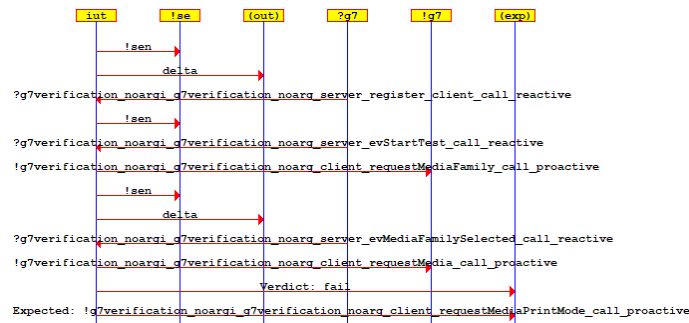 iut !se (out) ?g7 !g7 (exp)
!sen
delta
?g7verification_noargi_g7verification_noarg_server_register_client_call_reactive
!sen
?g7verification_noargi_g7verification_noarg_server_evStartTest_call_reactive
!g7verification_noargi_g7verification_noarg_client_requestMediaFamily_call_proactive
!sen
delta
?g7verification_noargi_g7verification_noarg_server_evMediaFamilySelected_call_reactive
!g7verification_noargi_g7verification_noarg_client_requestMedia_call_proactive
Verdict: fail
Expected: !g7verification_noargi_g7verification_noarg_client_requestMediaPrintMode_call_proactive